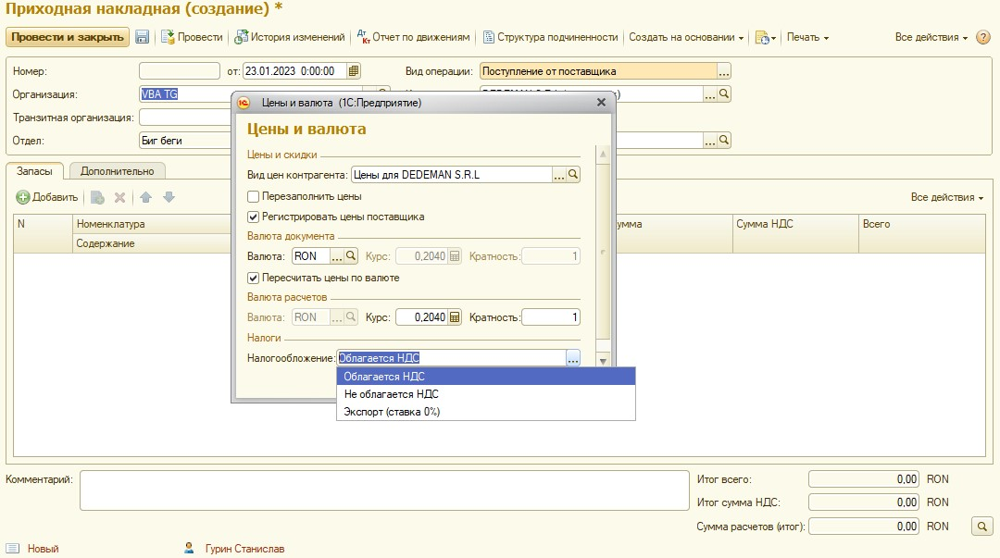 Приходная накладная (создание) *
Провести и закрыть Провести История изменений Дт Кт Отчет по движениям Структура подчиненности Создать на основании Печать Все действия ?
Номер: от: 23.01.2023 0:00:00 Вид операции: Поступление от поставщика ...
Организация: VBA TG ...
Транзитная организация:
Отдел: Биг беги ...
1С Цены и валюта (1С:Предприятие)
Цены и валюта
Цены и скидки
Вид цен контрагента: Цены для DEDEMAN S.R.L ...
Перезаполнить цены
Регистрировать цены поставщика
Валюта документа
Валюта: RON ... Курс: 0,2040 Кратность: 1
Пересчитать цены по валюте
Валюта расчетов
Валюта: RON ... Курс: 0,2040 Кратность: 1
Налоги
Налогообложение: Облагается НДС ...
Облагается НДС
Не облагается НДС
Экспорт (ставка 0%)
Запасы Дополнительно
Добавить Все действия
N Номенклатура умма Сумма НДС Всего
Содержание
Комментарий:
Итог всего: 0,00 RON
Итог сумма НДС: 0,00 RON
Сумма расчетов (итог): 0,00 RON
Новый Гурин Станислав